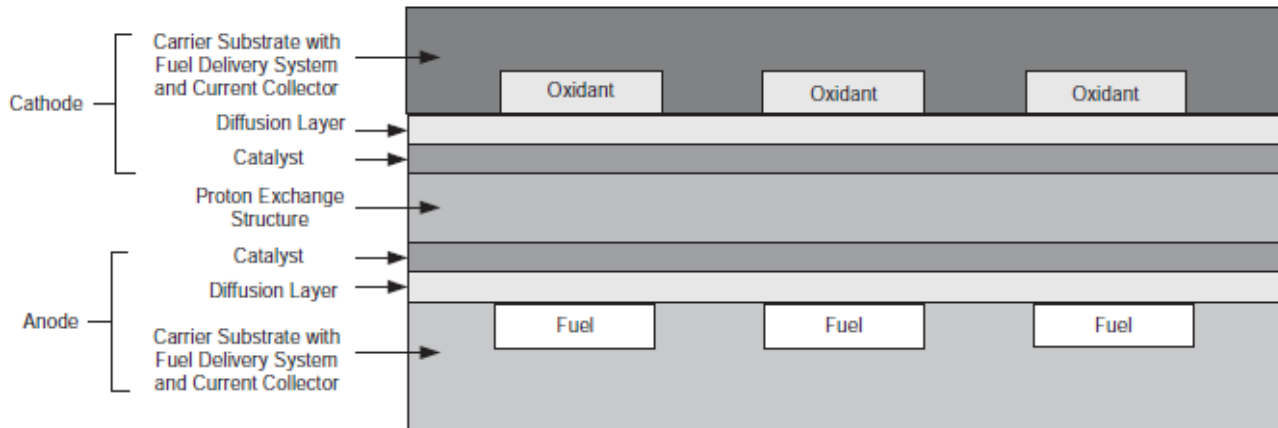 Carrier Substrate with
Fuel Delivery System
and Current Collector
Cathode
Diffusion Layer
Catalyst
Oxidant
Oxidant
Oxidant
Proton Exchange
Structure
Catalyst
Diffusion Layer
Anode
Carrier Substrate with
Fuel Delivery System
and Current Collector
Fuel
Fuel
Fuel